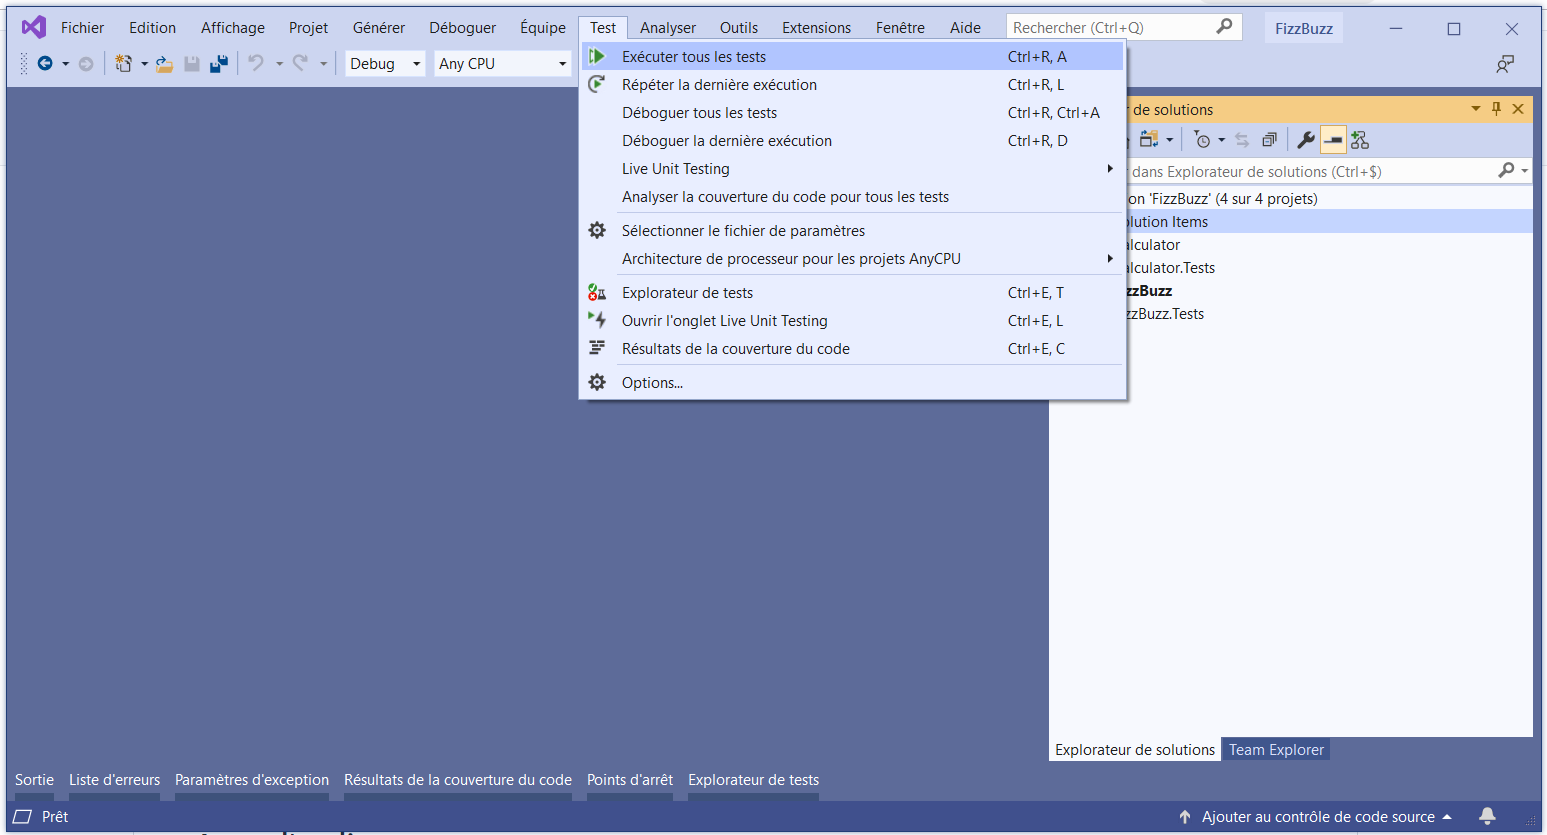 Fichier Edition Affichage Projet Générer Déboguer Équipe Test Analyser Outils Extensions Fenêtre Aide Rechercher (Ctrl+Q) FizzBuzz
Debug Any CPU
Exécuter tous les tests Ctrl+R, A
Répéter la dernière exécution Ctrl+R, L
Déboguer tous les tests Ctrl+R, Ctrl+A
Déboguer la dernière exécution Ctrl+R, D
Live Unit Testing
Analyser la couverture du code pour tous les tests
Sélectionner le fichier de paramètres
Architecture de processeur pour les projets AnyCPU
Explorateur de tests Ctrl+E, T
Ouvrir l'onglet Live Unit Testing Ctrl+E, L
Résultats de la couverture du code Ctrl+E, C
Options...
de solutions
dans Explorateur de solutions (Ctrl+$)
on 'FizzBuzz' (4 sur 4 projets)
olution Items
alculator
alculator.Tests
zzBuzz
zzBuzz.Tests
Explorateur de solutions Team Explorer
Sortie Liste d'erreurs Paramètres d'exception Résultats de la couverture du code Points d'arrêt Explorateur de tests
Prêt Ajouter au contrôle de code source